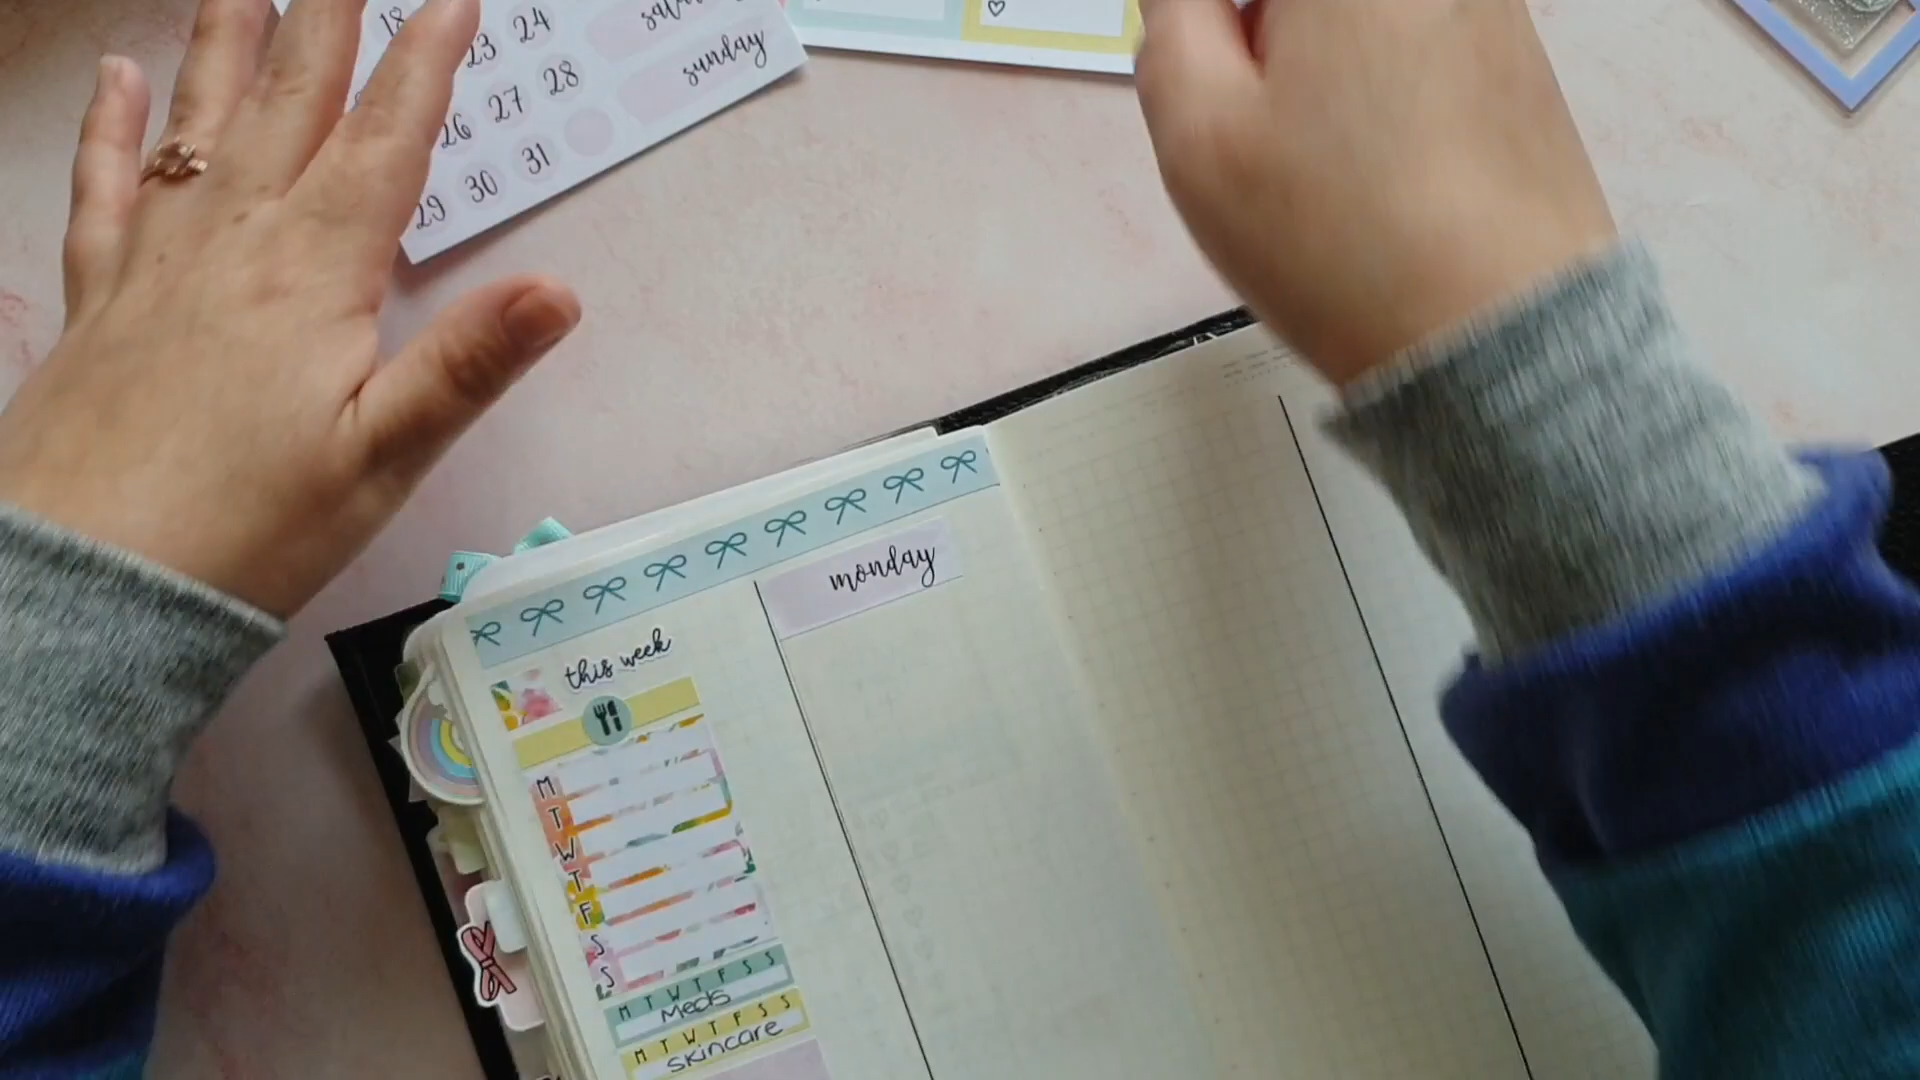 18
23 24
26 27 28
29 30 31
sunday
monday
this week
M
T
W
T
F
S
S
M T W T F S S
Meds
M T W T F S S
skincare